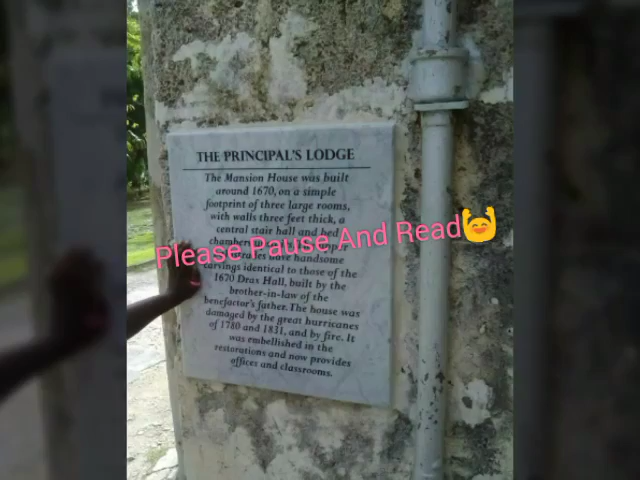 THE PRINCIPAL'S LODGE
The Mansion House was built
around 1670, on a simple
footprint of three large rooms,
with walls three feet thick, a
central stair hall and bed
Please Pause And Read
have handsome
carvings identical to those of the
1670 Drax Hall, built by the
brother-in-law of the
benefactor's father. The house was
damaged by the great hurricanes
of 1780 and 1831, and by fire. It
was embellished in the
restorations and now provides
offices and classrooms.